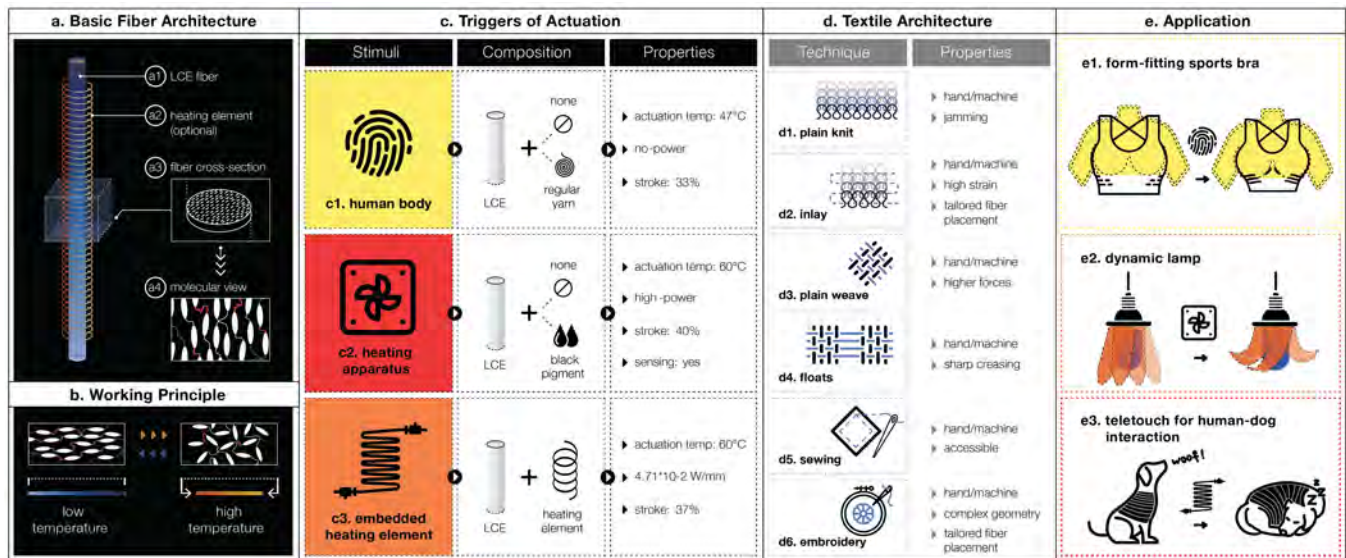 a. Basic Fiber Architecture
a1 LCE fiber
a2 heating element
(optional)
a3 fiber cross-section
a4 molecular view
b. Working Principle
low
temperature
high
temperature
c. Triggers of Actuation
Stimuli
Composition
Properties
c1. human body
none
regular
yarn
LCE
actuation temp: 47°C
no-power
stroke: 33%
c2. heating
apparatus
none
black
pigment
LCE
actuation temp: 60°C
high-power
stroke: 40%
sensing: yes
c3. embedded
heating element
LCE
heating
element
actuation temp: 60°C
4.71*10-2 W/mm
stroke: 37%
d. Textile Architecture
Technique
Properties
d1. plain knit
hand/machine
jamming
d2. inlay
hand/machine
high strain
tailored fiber
placement
d3. plain weave
hand/machine
higher forces
d4. floats
hand/machine
sharp creasing
d5. sewing
hand/machine
accessible
d6. embroidery
hand/machine
complex geometry
tailored fiber
placement
e. Application
e1. form-fitting sports bra
e2. dynamic lamp
e3. teletouch for human-dog
interaction
woof!
z
Z
Z